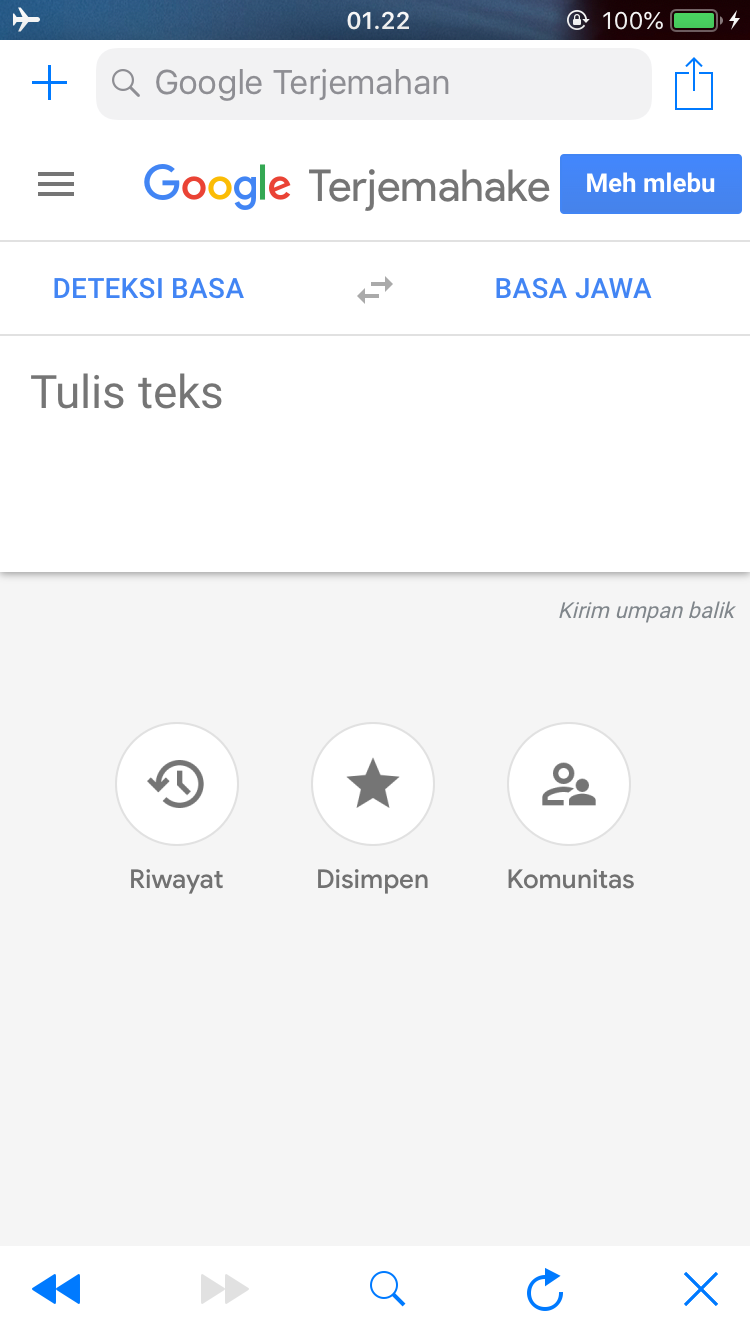 01.22
100%
Google Terjemahan
Google Terjemahake
Meh mlebu
DETEKSI BASA
BASA JAWA
Tulis teks
Kirim umpan balik
Riwayat
Disimpen
Komunitas